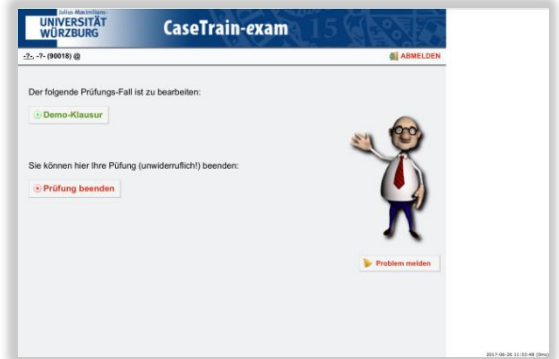 Julius-Maximilians-
UNIVERSITÄT
WÜRZBURG
CaseTrain-exam
-?-, -?- (90018) @
ABMELDEN
Der folgende Prüfungs-Fall ist zu bearbeiten:
Demo-Klausur
Sie können hier Ihre Püfung (unwiderruflich!) beenden:
Prüfung beenden
Problem melden